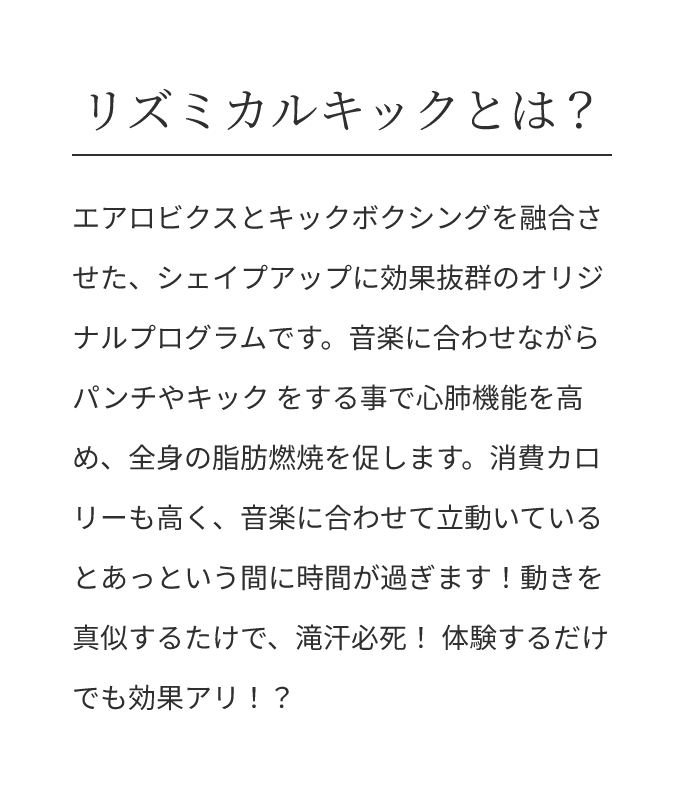 リズミカルキックとは？
エアロビクスとキックボクシングを融合さ
せた、シェイプアップに効果抜群のオリジ
ナルプログラムです。音楽に合わせながら
パンチやキック をする事で心肺機能を高
め、全身の脂肪燃焼を促します。消費カロ
リーも高く、音楽に合わせて立動いている
とあっという間に時間が過ぎます！動きを
真似するたけで、滝汗必死！ 体験するだけ
でも効果アリ！？